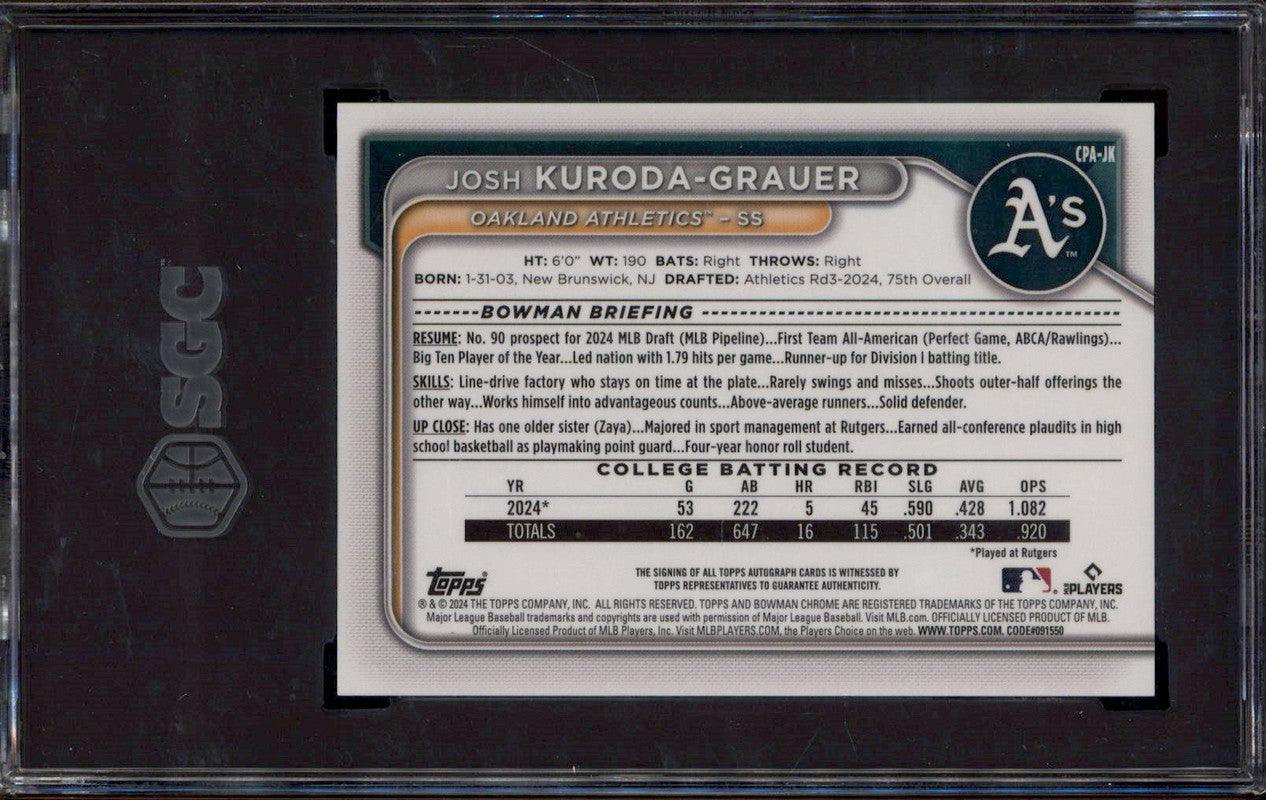 SGC
CPA-JK
JOSH KURODA-GRAUER
OAKLAND ATHLETICS™ – SS
A's™
HT: 6'0" WT: 190 BATS: Right THROWS: Right
BORN: 1-31-03, New Brunswick, NJ DRAFTED: Athletics Rd3-2024, 75th Overall
BOWMAN BRIEFING
RESUME: No. 90 prospect for 2024 MLB Draft (MLB Pipeline)...First Team All-American (Perfect Game, ABCA/Rawlings)...
Big Ten Player of the Year...Led nation with 1.79 hits per game...Runner-up for Division I batting title.
SKILLS: Line-drive factory who stays on time at the plate...Rarely swings and misses...Shoots outer-half offerings the
other way...Works himself into advantageous counts...Above-average runners...Solid defender.
UP CLOSE: Has one older sister (Zaya)...Majored in sport management at Rutgers...Earned all-conference plaudits in high
school basketball as playmaking point guard...Four-year honor roll student.
COLLEGE BATTING RECORD
YR G AB HR RBI SLG AVG OPS
2024* 53 222 5 45 .590 .428 1.082
TOTALS 162 647 16 115 .501 .343 .920
*Played at Rutgers
Topps®
THE SIGNING OF ALL TOPPS AUTOGRAPH CARDS IS WITNESSED BY
TOPPS REPRESENTATIVES TO GUARANTEE AUTHENTICITY.
MLB PLAYERS
® & © 2024 THE TOPPS COMPANY, INC. ALL RIGHTS RESERVED. TOPPS AND BOWMAN CHROME ARE REGISTERED TRADEMARKS OF THE TOPPS COMPANY, INC.
Major League Baseball trademarks and copyrights are used with permission of Major League Baseball. Visit MLB.com. OFFICIALLY LICENSED PRODUCT OF MLB.
Officially Licensed Product of MLB Players, Inc. Visit MLBPLAYERS.COM, the Players Choice on the web. WWW.TOPPS.COM. CODE#091550